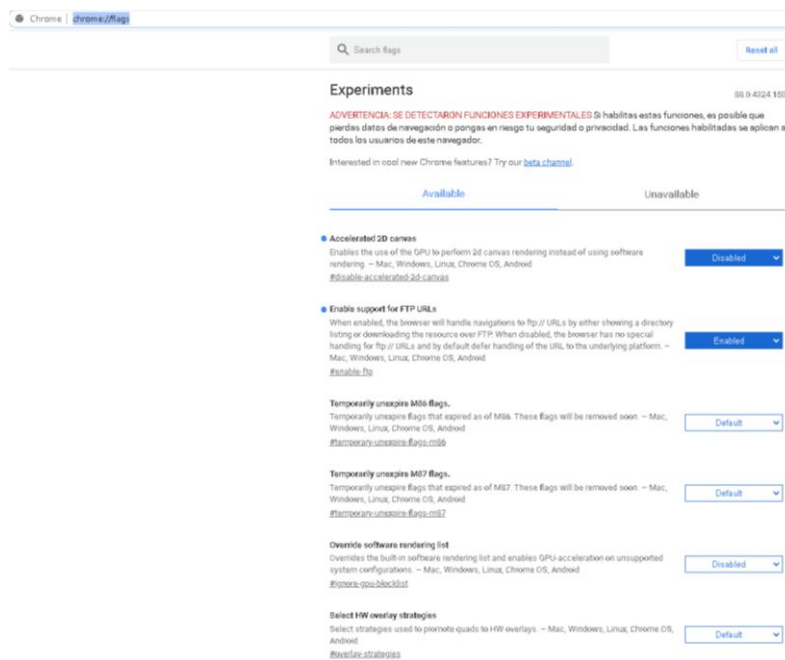 Chrome | chrome://flags
Search flags
Reset all
Experiments
88.0.4324.150
ADVERTENCIA: SE DETECTARON FUNCIONES EXPERIMENTALES Si habilitas estas funciones, es posible que
pierdas datos de navegación o pongas en riesgo tu seguridad o privacidad. Las funciones habilitadas se aplican a
todos los usuarios de este navegador.
Interested in cool new Chrome features? Try our beta channel.
Available
Unavailable
Accelerated 2D canvas
Enables the use of the GPU to perform 2d canvas rendering instead of using software
rendering. – Mac, Windows, Linux, Chrome OS, Android
#disable-accelerated-2d-canvas
Disabled
Enable support for FTP URLs
When enabled, the browser will handle navigations to ftp:// URLs by either showing a directory
listing or downloading the resource over FTP. When disabled, the browser has no special
handling for ftp:// URLs and by default defer handling of the URL to the underlying platform. –
Mac, Windows, Linux, Chrome OS, Android
#enable-ftp
Enabled
Temporarily unexpire M86 flags.
Temporarily unexpire flags that expired as of M86. These flags will be removed soon. – Mac,
Windows, Linux, Chrome OS, Android
#temporary-unexpire-flags-m86
Default
Temporarily unexpire M87 flags.
Temporarily unexpire flags that expired as of M87. These flags will be removed soon. – Mac,
Windows, Linux, Chrome OS, Android
#temporary-unexpire-flags-m87
Default
Override software rendering list
Overrides the built-in software rendering list and enables GPU-acceleration on unsupported
system configurations. – Mac, Windows, Linux, Chrome OS, Android
#ignore-gpu-blocklist
Disabled
Select HW overlay strategies
Select strategies used to promote quads to HW overlays. – Mac, Windows, Linux, Chrome OS,
Android
#overlay-strategies
Default